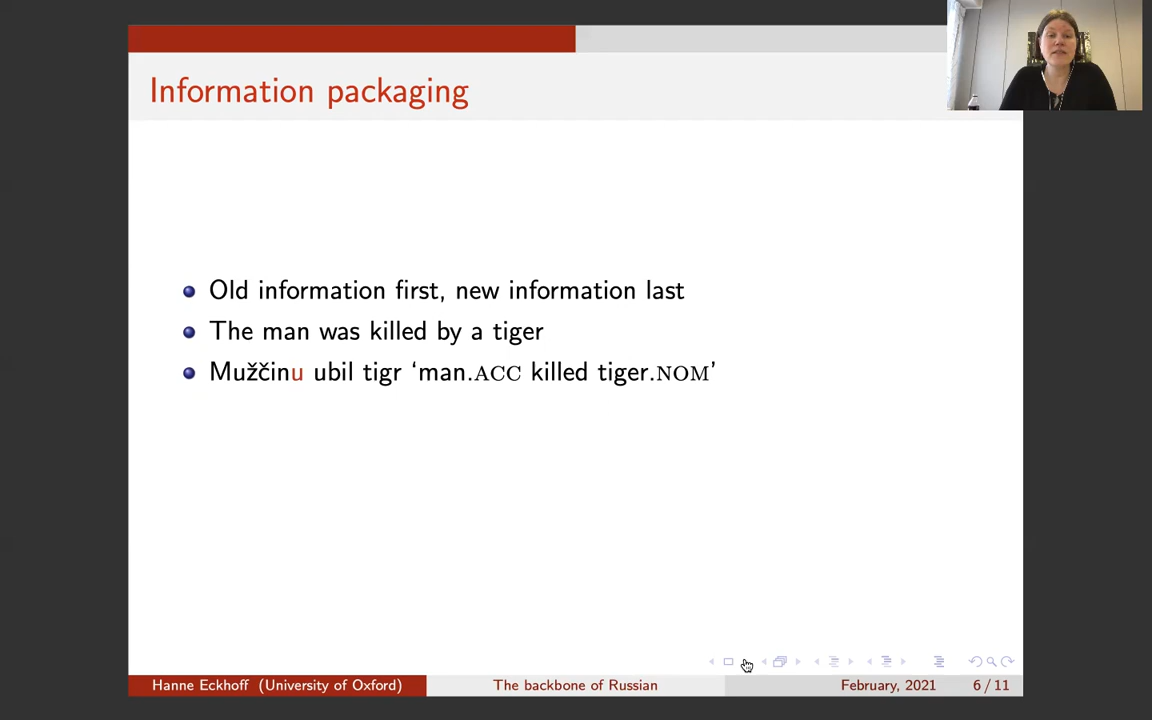 Information packaging
Old information first, new information last
The man was killed by a tiger
Mužčinu ubil tigr ‘man.ACC killed tiger.NOM’
Hanne Eckhoff (University of Oxford)
The backbone of Russian
February, 2021
6 / 11